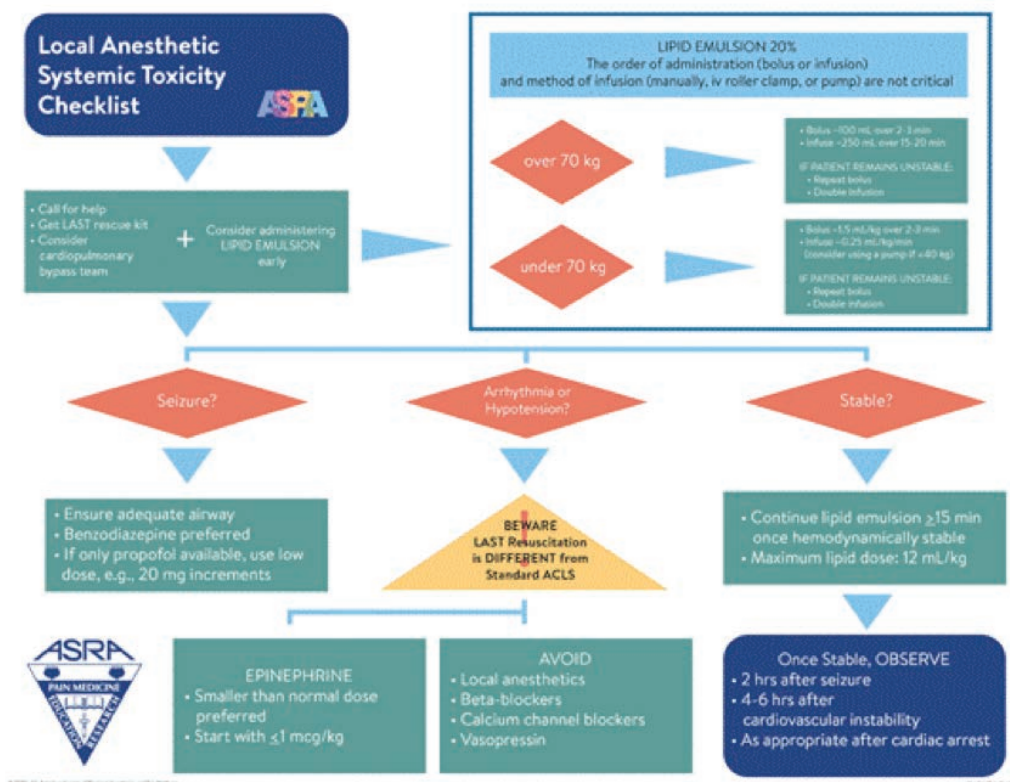 Local Anesthetic
Systemic Toxicity
Checklist
ASRA
• Call for help
• Get LAST rescue kit
• Consider
cardiopulmonary
bypass team
+
Consider administering
LIPID EMULSION
early
LIPID EMULSION 20%
The order of administration (bolus or infusion)
and method of infusion (manually, iv roller clamp, or pump) are not critical
over 70 kg
• Bolus ~100 mL over 2-3 min
• Infuse ~250 mL over 15-20 min
IF PATIENT REMAINS UNSTABLE:
• Repeat bolus
• Double infusion
under 70 kg
• Bolus ~1.5 mL/kg over 2-3 min
• Infuse ~0.25 mL/kg/min
(consider using a pump if <40 kg)
IF PATIENT REMAINS UNSTABLE:
• Repeat bolus
• Double infusion
Seizure?
Arrhythmia or
Hypotension?
Stable?
• Ensure adequate airway
• Benzodiazepine preferred
• If only propofol available, use low
dose, e.g., 20 mg increments
!
BEWARE
LAST Resuscitation
is DIFFERENT from
Standard ACLS
• Continue lipid emulsion ≥15 min
once hemodynamically stable
• Maximum lipid dose: 12 mL/kg
ASRA
PAIN MEDICINE
EDUCATION
RESEARCH
EPINEPHRINE
• Smaller than normal dose
preferred
• Start with ≤1 mcg/kg
AVOID
• Local anesthetics
• Beta-blockers
• Calcium channel blockers
• Vasopressin
Once Stable, OBSERVE
• 2 hrs after seizure
• 4-6 hrs after
cardiovascular instability
• As appropriate after cardiac arrest